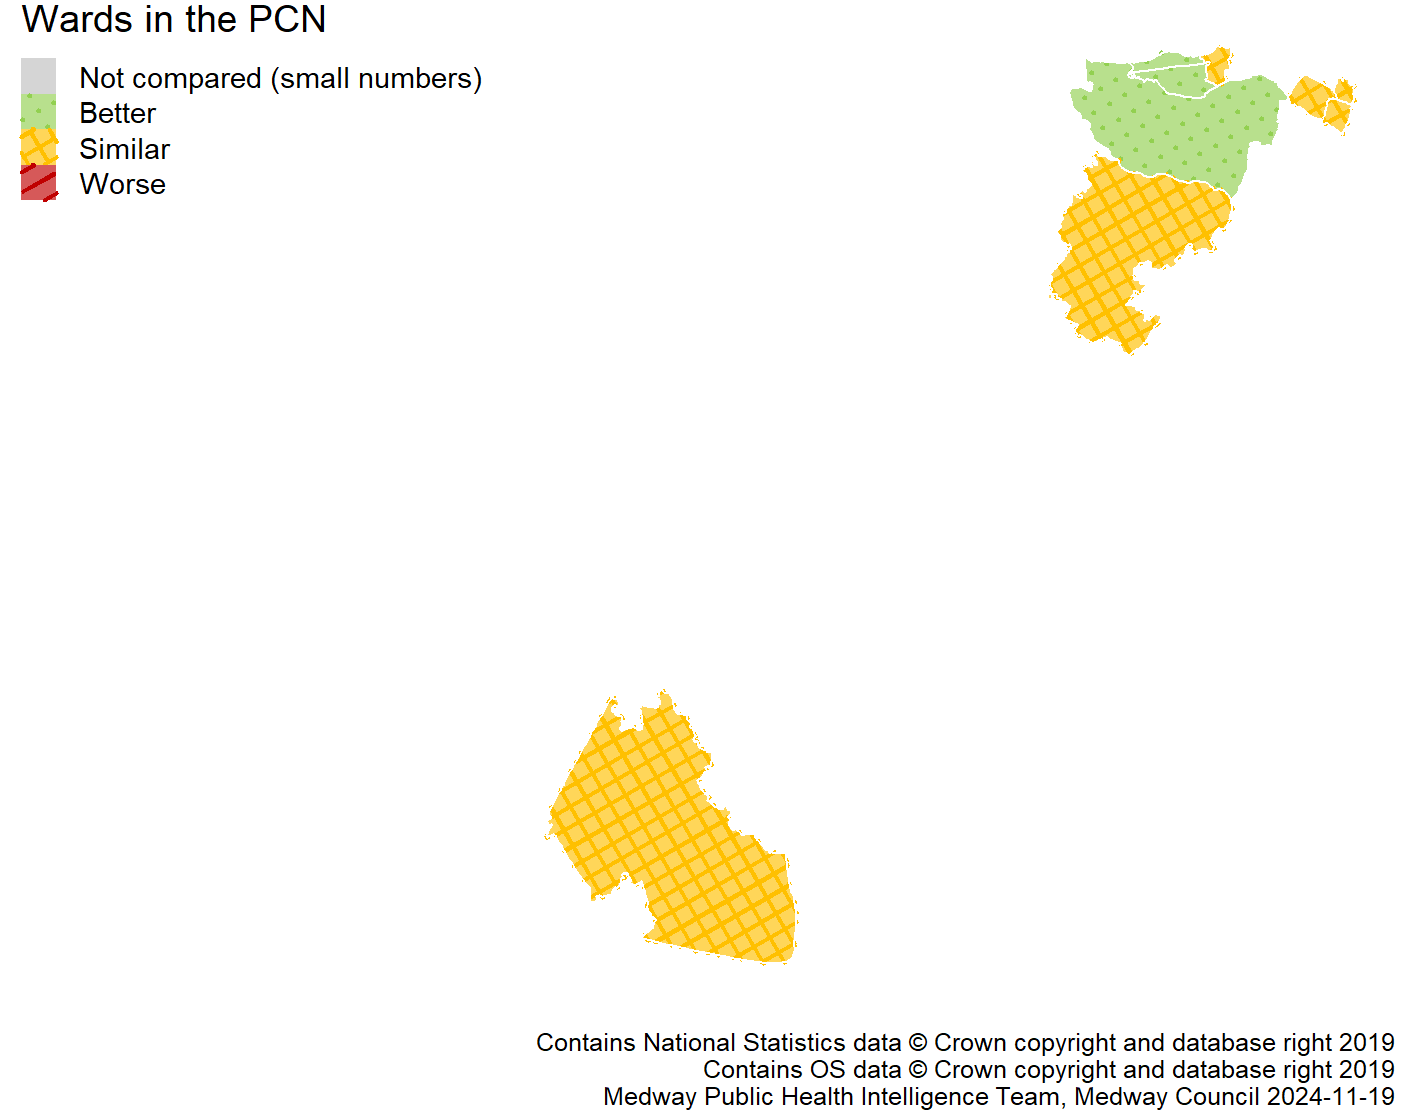 Wards in the PCN
Not compared (small numbers)
Better
Similar
Worse
Contains National Statistics data © Crown copyright and database right 2019
Contains OS data © Crown copyright and database right 2019
Medway Public Health Intelligence Team, Medway Council 2024-11-19